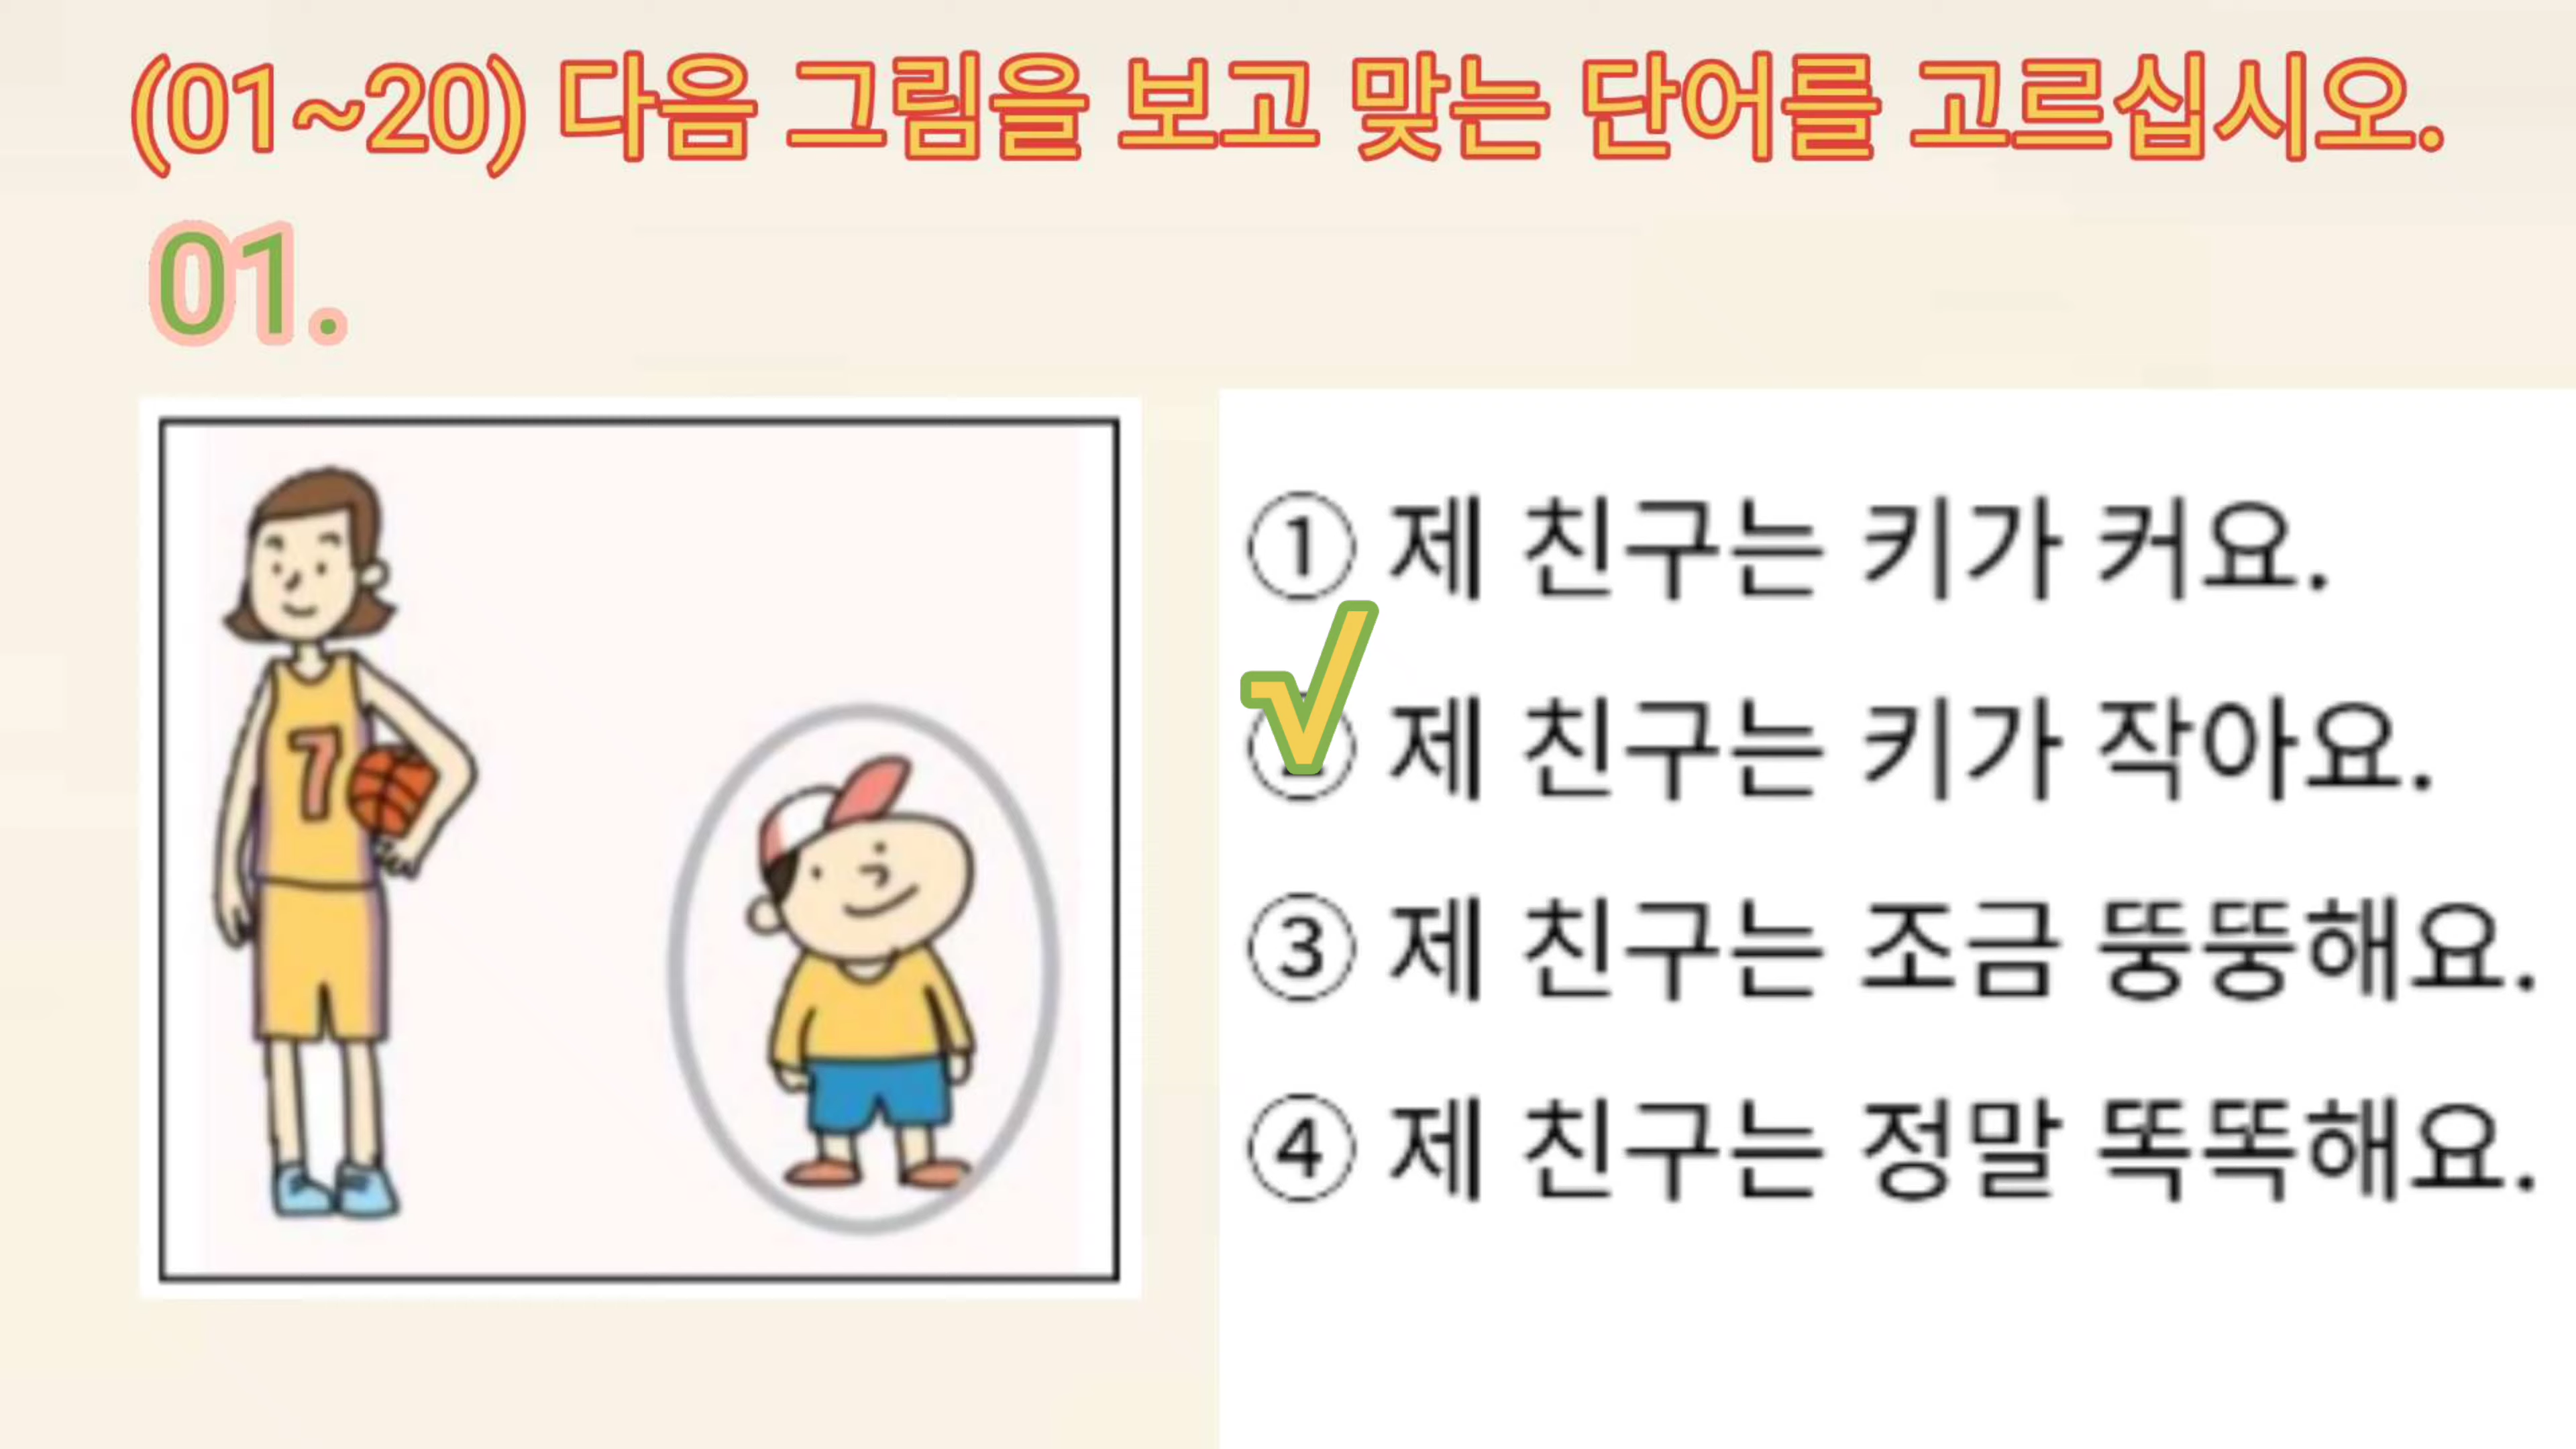 (01~20) 다음 그림을 보고 맞는 단어를 고르십시오.
01.
7
① 제 친구는 키가 커요.
✓ 제 친구는 키가 작아요.
③ 제 친구는 조금 뚱뚱해요.
④ 제 친구는 정말 똑똑해요.